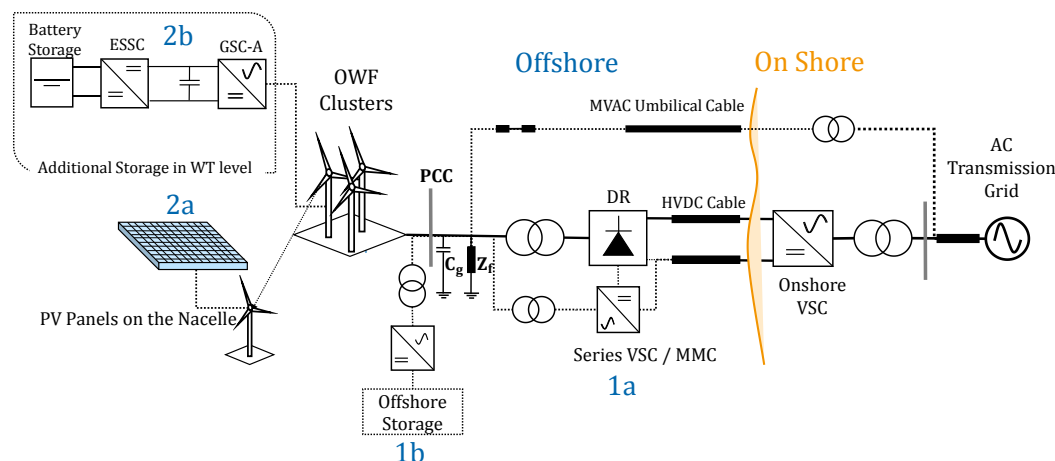 Battery
Storage
ESSC
2b
GSC-A
Additional Storage in WT level
OWF
Clusters
Offshore
On Shore
MVAC Umbilical Cable
AC
Transmission
Grid
2a
PCC
DR
HVDC Cable
Cg
Zf
Onshore
VSC
PV Panels on the Nacelle
Series VSC / MMC
1a
Offshore
Storage
1b